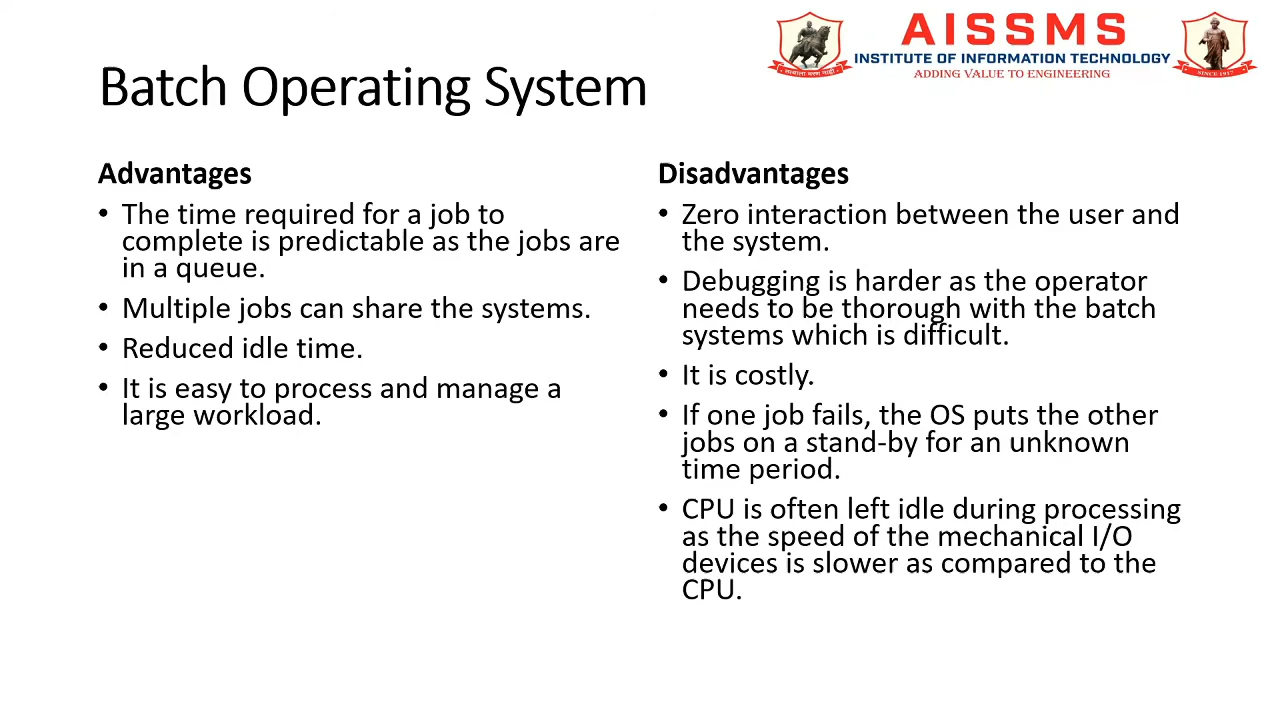 AISSMS
INSTITUTE OF INFORMATION TECHNOLOGY
ADDING VALUE TO ENGINEERING
SINCE 1917
Batch Operating System
Advantages
• The time required for a job to
complete is predictable as the jobs are
in a queue.
• Multiple jobs can share the systems.
• Reduced idle time.
• It is easy to process and manage a
large workload.
Disadvantages
• Zero interaction between the user and
the system.
• Debugging is harder as the operator
needs to be thorough with the batch
systems which is difficult.
• It is costly.
• If one job fails, the OS puts the other
jobs on a stand-by for an unknown
time period.
• CPU is often left idle during processing
as the speed of the mechanical I/O
devices is slower as compared to the
CPU.